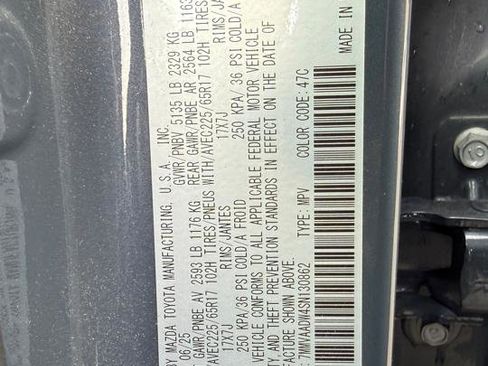 Y MAZDA TOYOTA MANUFACTURING, U.S.A. INC.
06/25 GVWR/PNBV 5135 LB 2329 KG
GAWR/PNBE AV 2593 LB 1176 KG REAR GAWR/PNBE AR 2564 LB 1163
/AVEC225/65R17 102H TIRES/PNEUS WITH/AVEC225/65R17 102H TIRES
17X7J RIMS/JANTES 17X7J RIMS/JA
250 KPA/36 PSI COLD/A FROID 250 KPA/ 36 PSI COLD/A
VEHICLE CONFORMS TO ALL APPLICABLE FEDERAL MOTOR VEHICLE
TY AND THEFT PREVENTION STANDARDS IN EFFECT ON THE DATE OF
FACTURE SHOWN ABOVE.
: 7MMVAADW4SN130862 TYPE: MPV COLOR CODE: 47C MADE IN